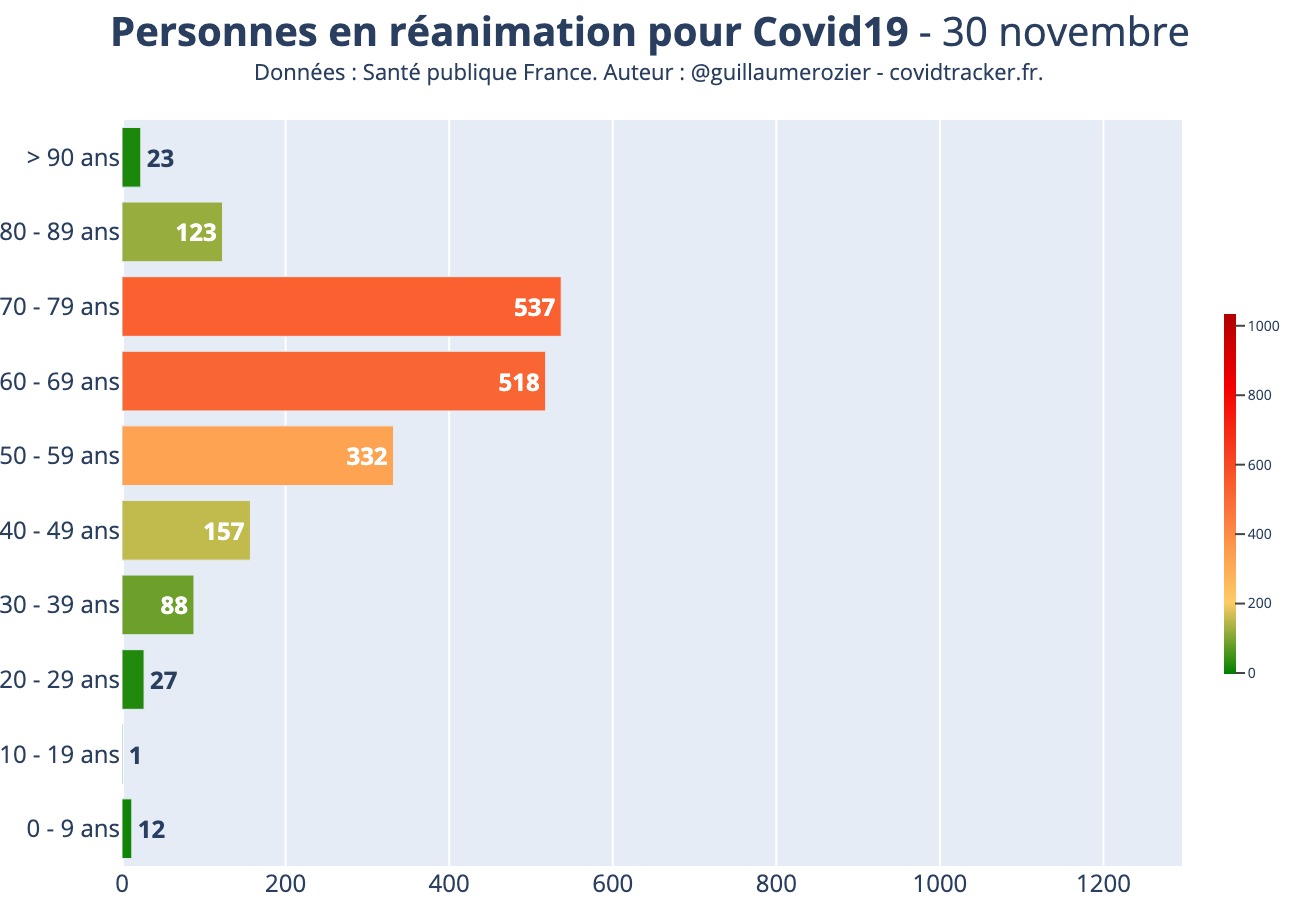 Personnes en réanimation pour Covid19 - 30 novembre
Données : Santé publique France. Auteur : @guillaumerozier - covidtracker.fr.
> 90 ans 23
80 - 89 ans 123
70 - 79 ans 537
60 - 69 ans 518
50 - 59 ans 332
40 - 49 ans 157
30 - 39 ans 88
20 - 29 ans 27
10 - 19 ans 1
0 - 9 ans 12
0 200 400 600 800 1000 1200
1000
800
600
400
200
0